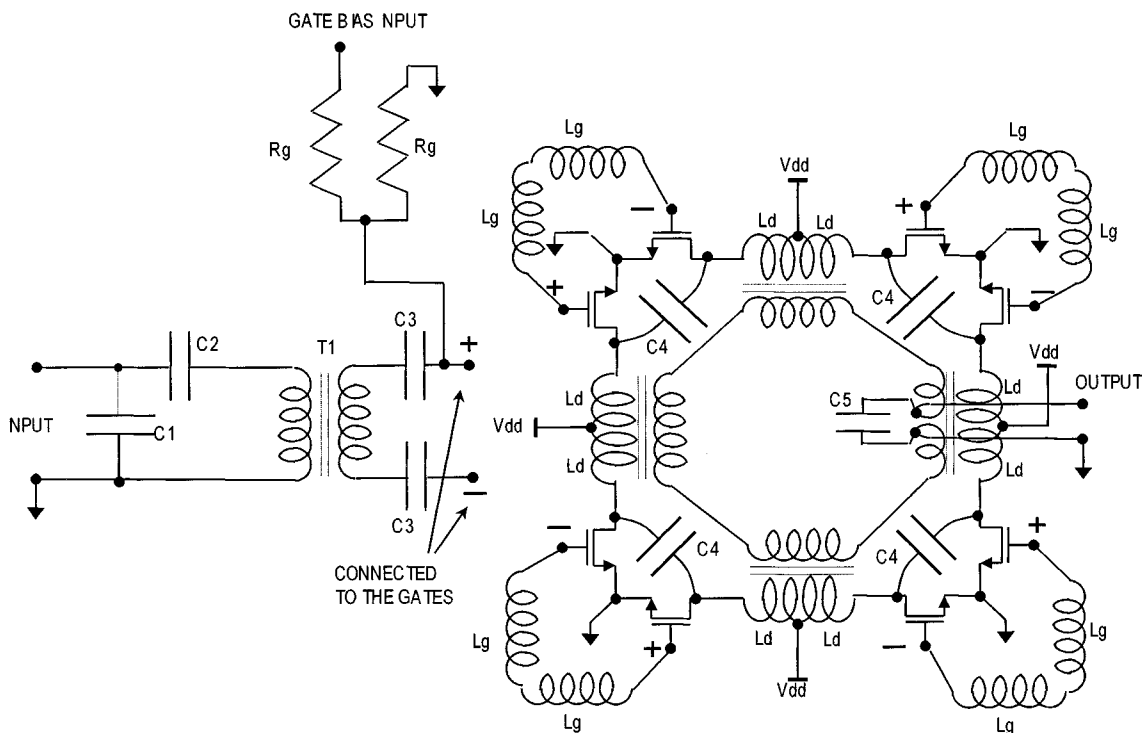 GATE BIAS NPUT
Rg
Rg
C2
T1
C3
+
NPUT
C1
C3
−
CONNECTED
TO THE GATES
Lg
Lg
−
+
C4
Vdd
Ld
Ld
Lg
Lg
+
−
C4
Vdd
Ld
Ld
C5
Vdd
Ld
Ld
OUTPUT
−
+
C4
Lg
Lg
Vdd
Ld
Ld
C4
+
−
Lg
Lg